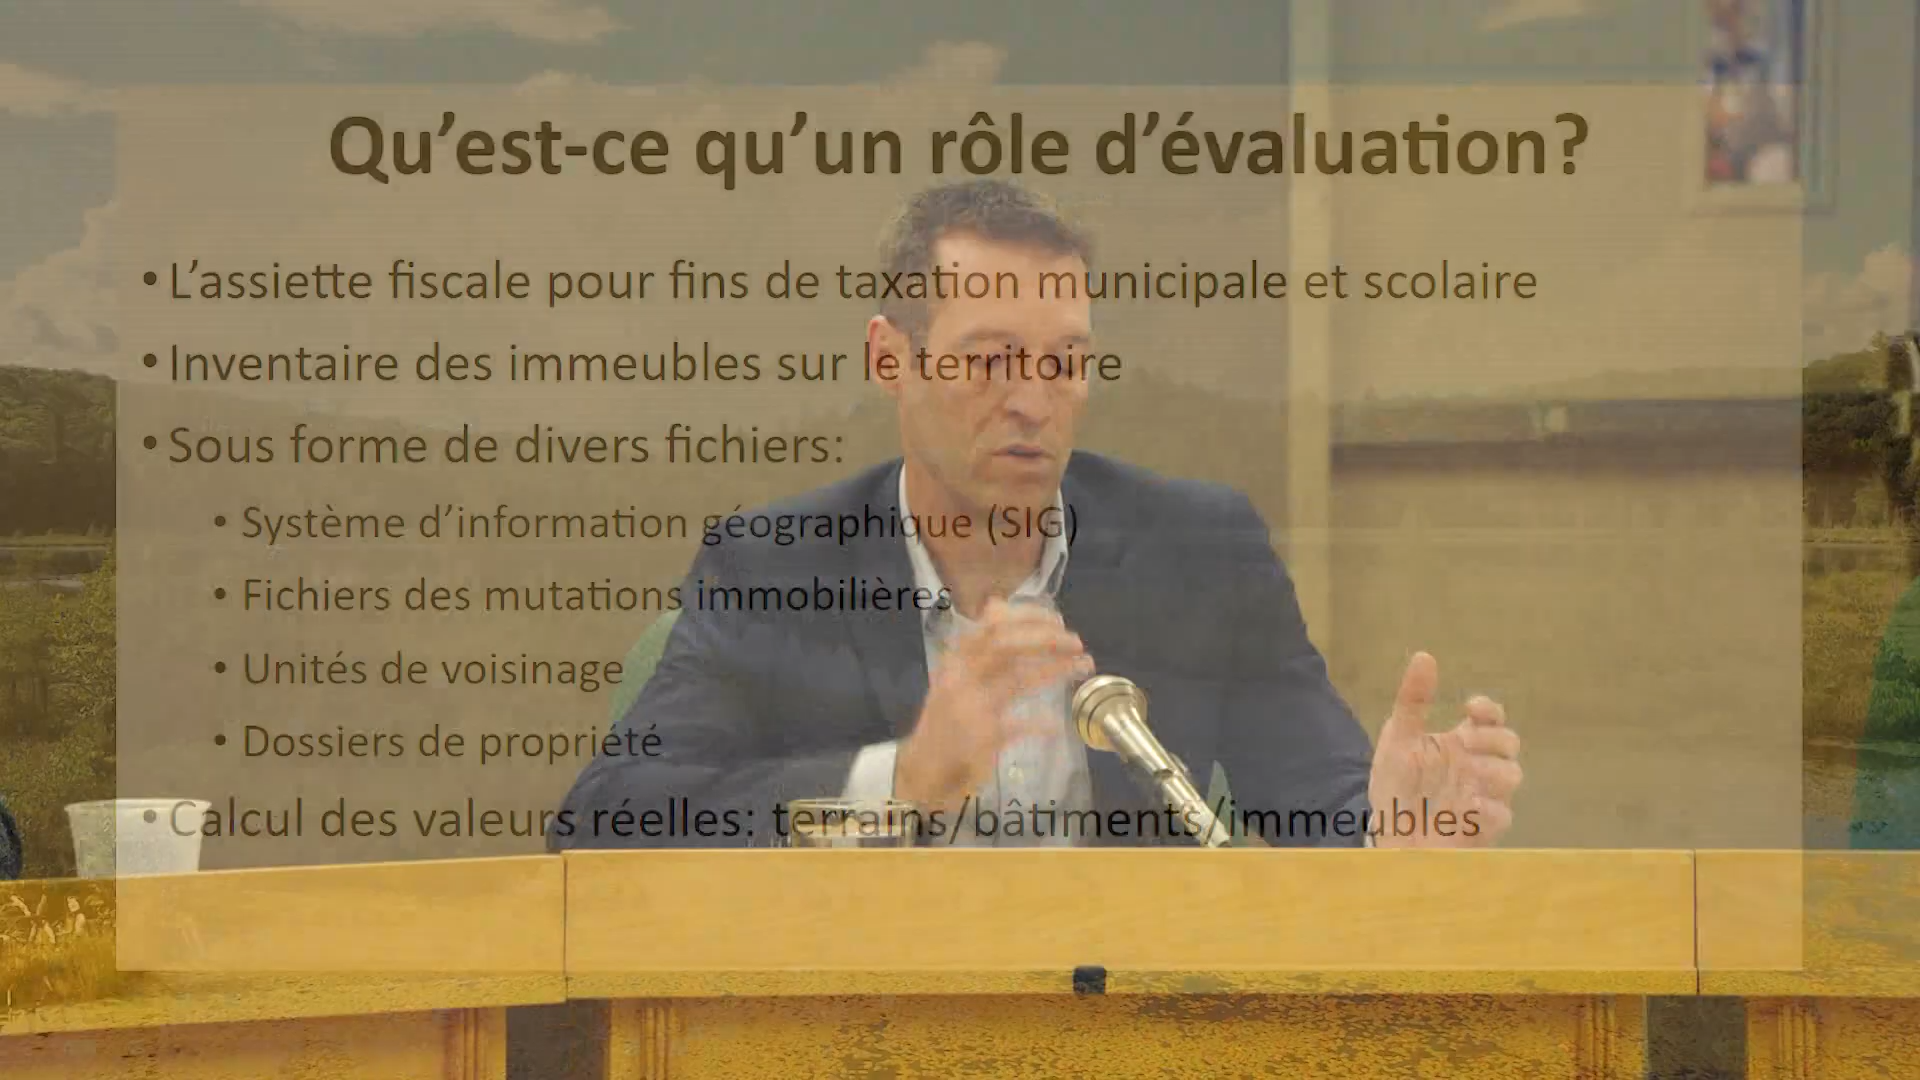 Qu’est-ce qu’un rôle d’évaluation?
• L’assiette fiscale pour fins de taxation municipale et scolaire
• Inventaire des immeubles sur le territoire
• Sous forme de divers fichiers:
• Système d’information géographique (SIG)
• Fichiers des mutations immobilières
• Unités de voisinage
• Dossiers de propriété
• Calcul des valeurs réelles: terrains/bâtiments/immeubles